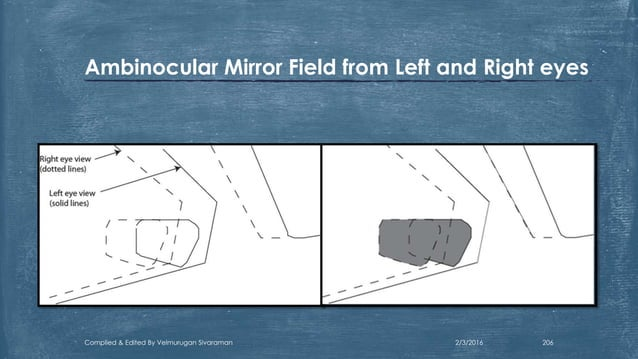 Ambinocular Mirror Field from Left and Right eyes
Right eye view
(dotted lines)
Left eye view
(solid lines)
Complied & Edited By Velmurugan Sivaraman
2/3/2016
206